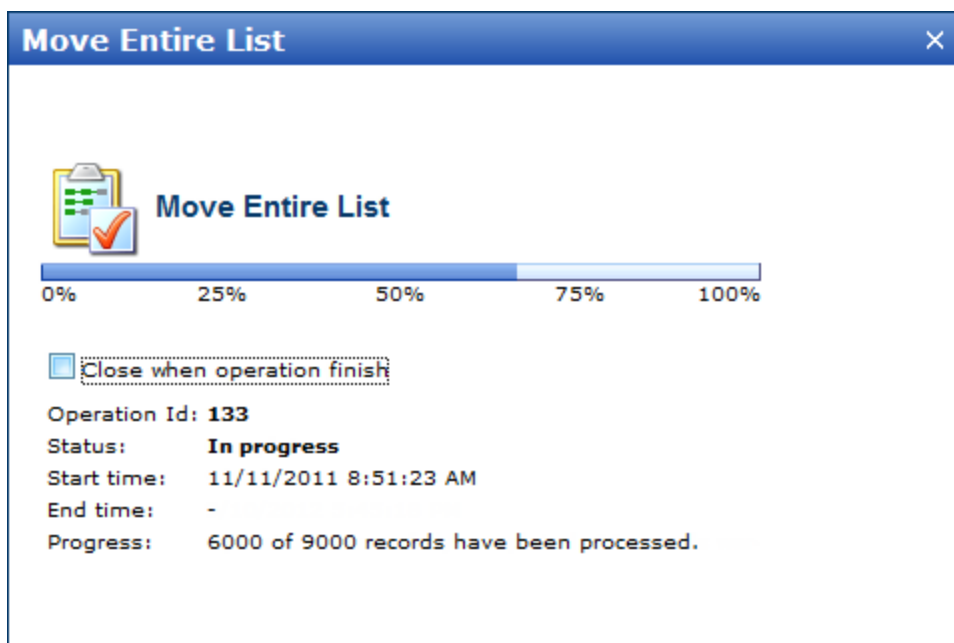 Move Entire List
Move Entire List
0% 25% 50% 75% 100%
Close when operation finish
Operation Id: 133
Status: In progress
Start time: 11/11/2011 8:51:23 AM
End time: -
Progress: 6000 of 9000 records have been processed.